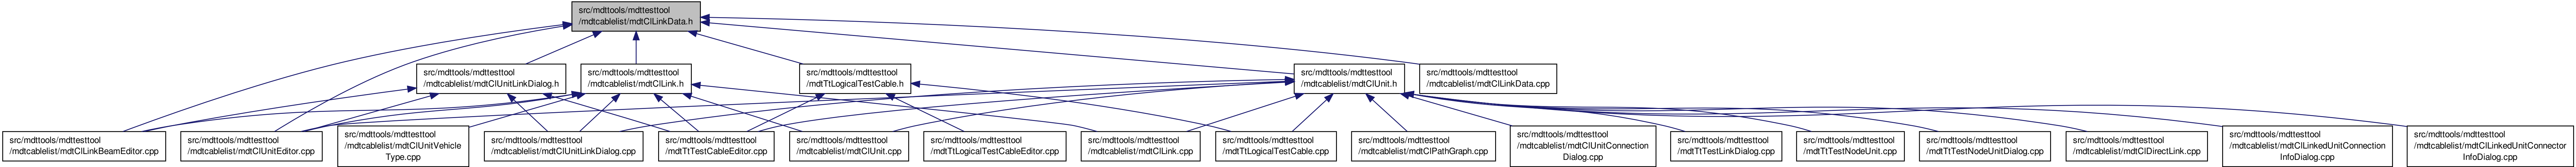 src/mdttools/mdttesttool
/mdtcablelist/mdtClLinkData.h
src/mdttools/mdttesttool
/mdtcablelist/mdtClUnitLinkDialog.h
src/mdttools/mdttesttool
/mdtcablelist/mdtClLink.h
src/mdttools/mdttesttool
/mdtTtLogicalTestCable.h
src/mdttools/mdttesttool
/mdtcablelist/mdtClUnit.h
src/mdttools/mdttesttool
/mdtcablelist/mdtClLinkData.cpp
src/mdttools/mdttesttool
/mdtcablelist/mdtClLinkBeamEditor.cpp
src/mdttools/mdttesttool
/mdtcablelist/mdtClUnitEditor.cpp
src/mdttools/mdttesttool
/mdtcablelist/mdtClUnitVehicle
Type.cpp
src/mdttools/mdttesttool
/mdtcablelist/mdtClUnitLinkDialog.cpp
src/mdttools/mdttesttool
/mdtTtTestCableEditor.cpp
src/mdttools/mdttesttool
/mdtcablelist/mdtClUnit.cpp
src/mdttools/mdttesttool
/mdtTtLogicalTestCableEditor.cpp
src/mdttools/mdttesttool
/mdtcablelist/mdtClLink.cpp
src/mdttools/mdttesttool
/mdtTtLogicalTestCable.cpp
src/mdttools/mdttesttool
/mdtcablelist/mdtClPathGraph.cpp
src/mdttools/mdttesttool
/mdtcablelist/mdtClUnitConnection
Dialog.cpp
src/mdttools/mdttesttool
/mdtTtTestLinkDialog.cpp
src/mdttools/mdttesttool
/mdtTtTestNodeUnit.cpp
src/mdttools/mdttesttool
/mdtTtTestNodeUnitDialog.cpp
src/mdttools/mdttesttool
/mdtcablelist/mdtClDirectLink.cpp
src/mdttools/mdttesttool
/mdtcablelist/mdtClLinkedUnitConnection
InfoDialog.cpp
src/mdttools/mdttesttool
/mdtcablelist/mdtClLinkedUnitConnector
InfoDialog.cpp